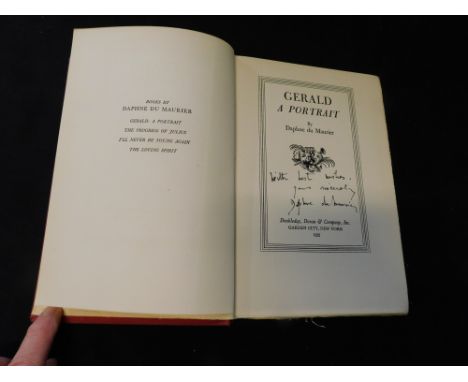 BOOKS BY
DAPHNE DU MAURIER
GERALD: A PORTRAIT
THE PROGRESS OF JULIUS
I'LL NEVER BE YOUNG AGAIN
THE LOVING SPIRIT
GERALD
A PORTRAIT
By
Daphne du Maurier
With best wishes,
yours sincerely
Daphne du Maurier
Doubleday, Doran & Company, Inc.
GARDEN CITY, NEW YORK
1935